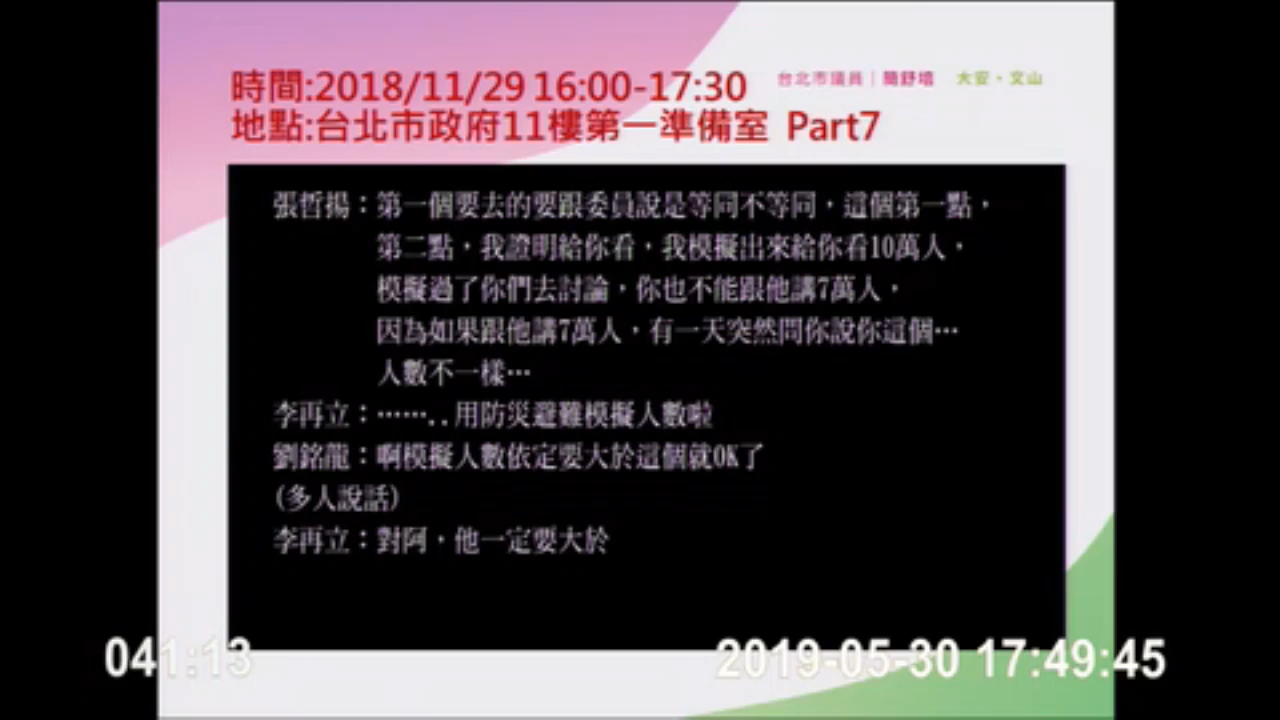 時間:2018/11/29 16:00-17:30
台北市議員｜簡舒培 大安・文山
地點:台北市政府11樓第一準備室 Part7
張哲揚：第一個要去的要跟委員說是等同不等同，這個第一點，
第二點，我證明給你看，我模擬出來給你看10萬人，
模擬過了你們去討論，你也不能跟他講7萬人，
因為如果跟他講7萬人，有一天突然問你說你這個…
人數不一樣…
李再立：……..用防災避難模擬人數啦
劉銘龍：啊模擬人數依定要大於這個就OK了
(多人說話)
李再立：對阿，他一定要大於
041:13
2019-05-30 17:49:45